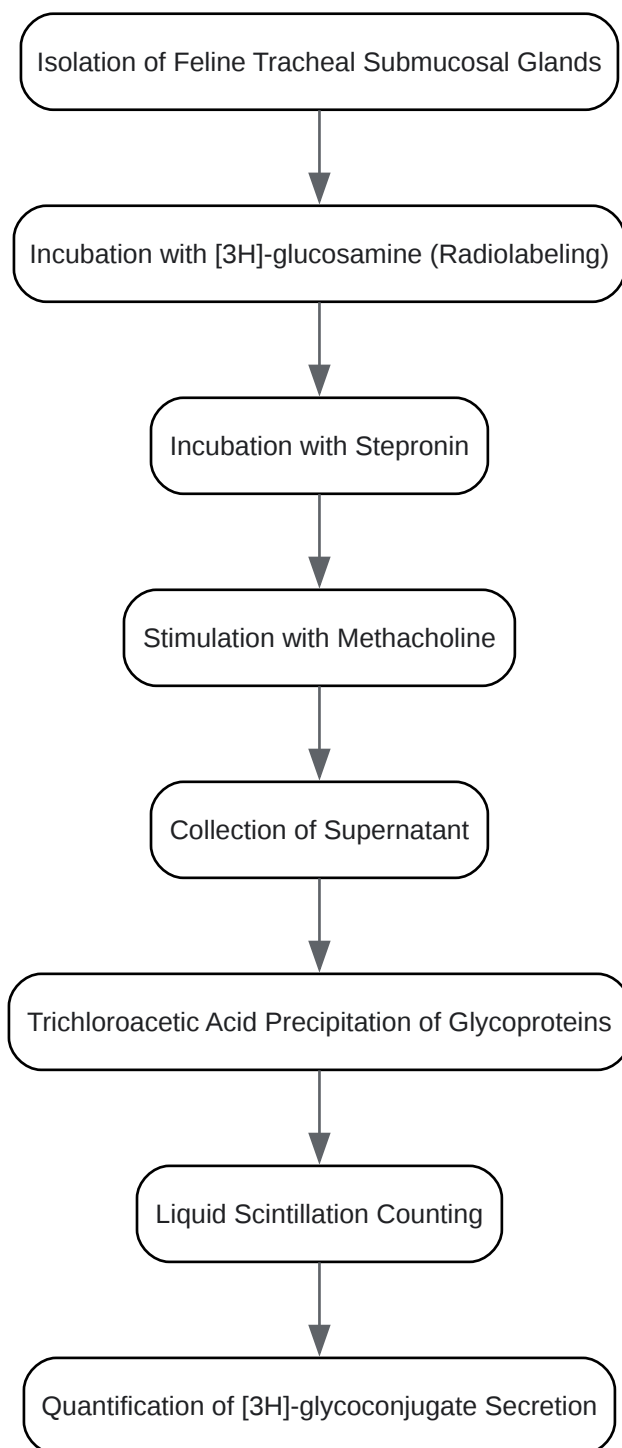 Isolation of Feline Tracheal Submucosal Glands
Incubation with [3H]-glucosamine (Radiolabeling)
Incubation with Stepronin
Stimulation with Methacholine
Collection of Supernatant
Trichloroacetic Acid Precipitation of Glycoproteins
Liquid Scintillation Counting
Quantification of [3H]-glycoconjugate Secretion